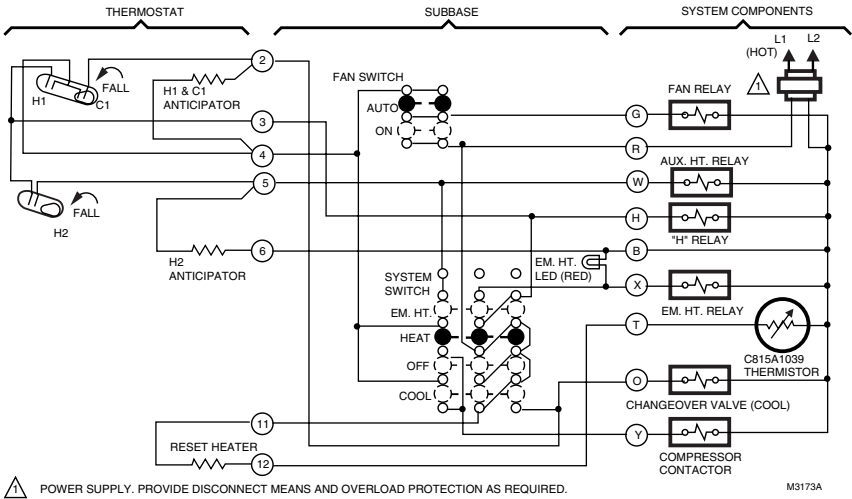 THERMOSTAT
SUBBASE
SYSTEM COMPONENTS
L1
L2
(HOT)
2
FAN SWITCH
FAN RELAY
1
FALL
H1
C1
H1 & C1
ANTICIPATOR
AUTO
G
3
ON
R
4
AUX. HT. RELAY
5
W
FALL
H
H2
"H" RELAY
6
B
H2
ANTICIPATOR
EM. HT.
LED (RED)
SYSTEM
SWITCH
X
EM. HT.
EM. HT. RELAY
T
HEAT
C815A1039
THERMISTOR
OFF
O
COOL
CHANGEOVER VALVE (COOL)
11
Y
RESET HEATER
COMPRESSOR
CONTACTOR
12
1 POWER SUPPLY. PROVIDE DISCONNECT MEANS AND OVERLOAD PROTECTION AS REQUIRED.
M3173A